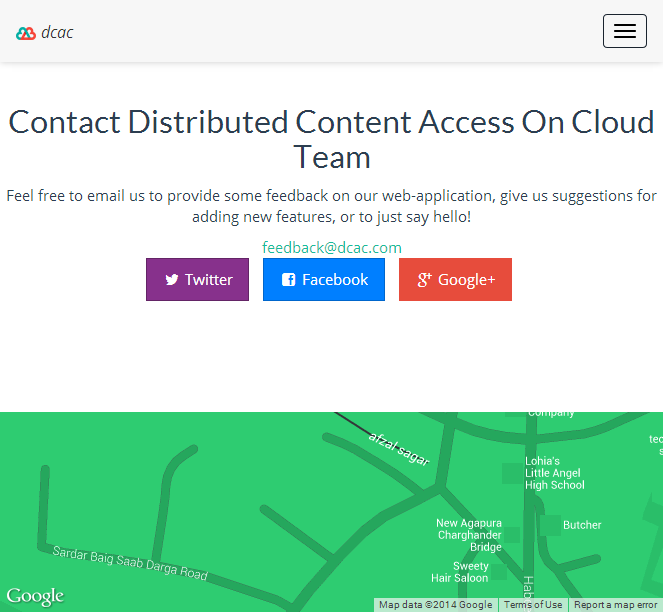 dcac
Contact Distributed Content Access On Cloud
Team
Feel free to email us to provide some feedback on our web-application, give us suggestions for
adding new features, or to just say hello!
feedback@dcac.com
Twitter
Facebook
Google+
Company
afzal sagar
Lohia's
Little Angel
High School
New Agapura
Charghander
Bridge
Butcher
Sardar Baig Saab Darga Road
Sweety
Hair Saloon
Google
Map data ©2014 Google
Terms of Use
Report a map error